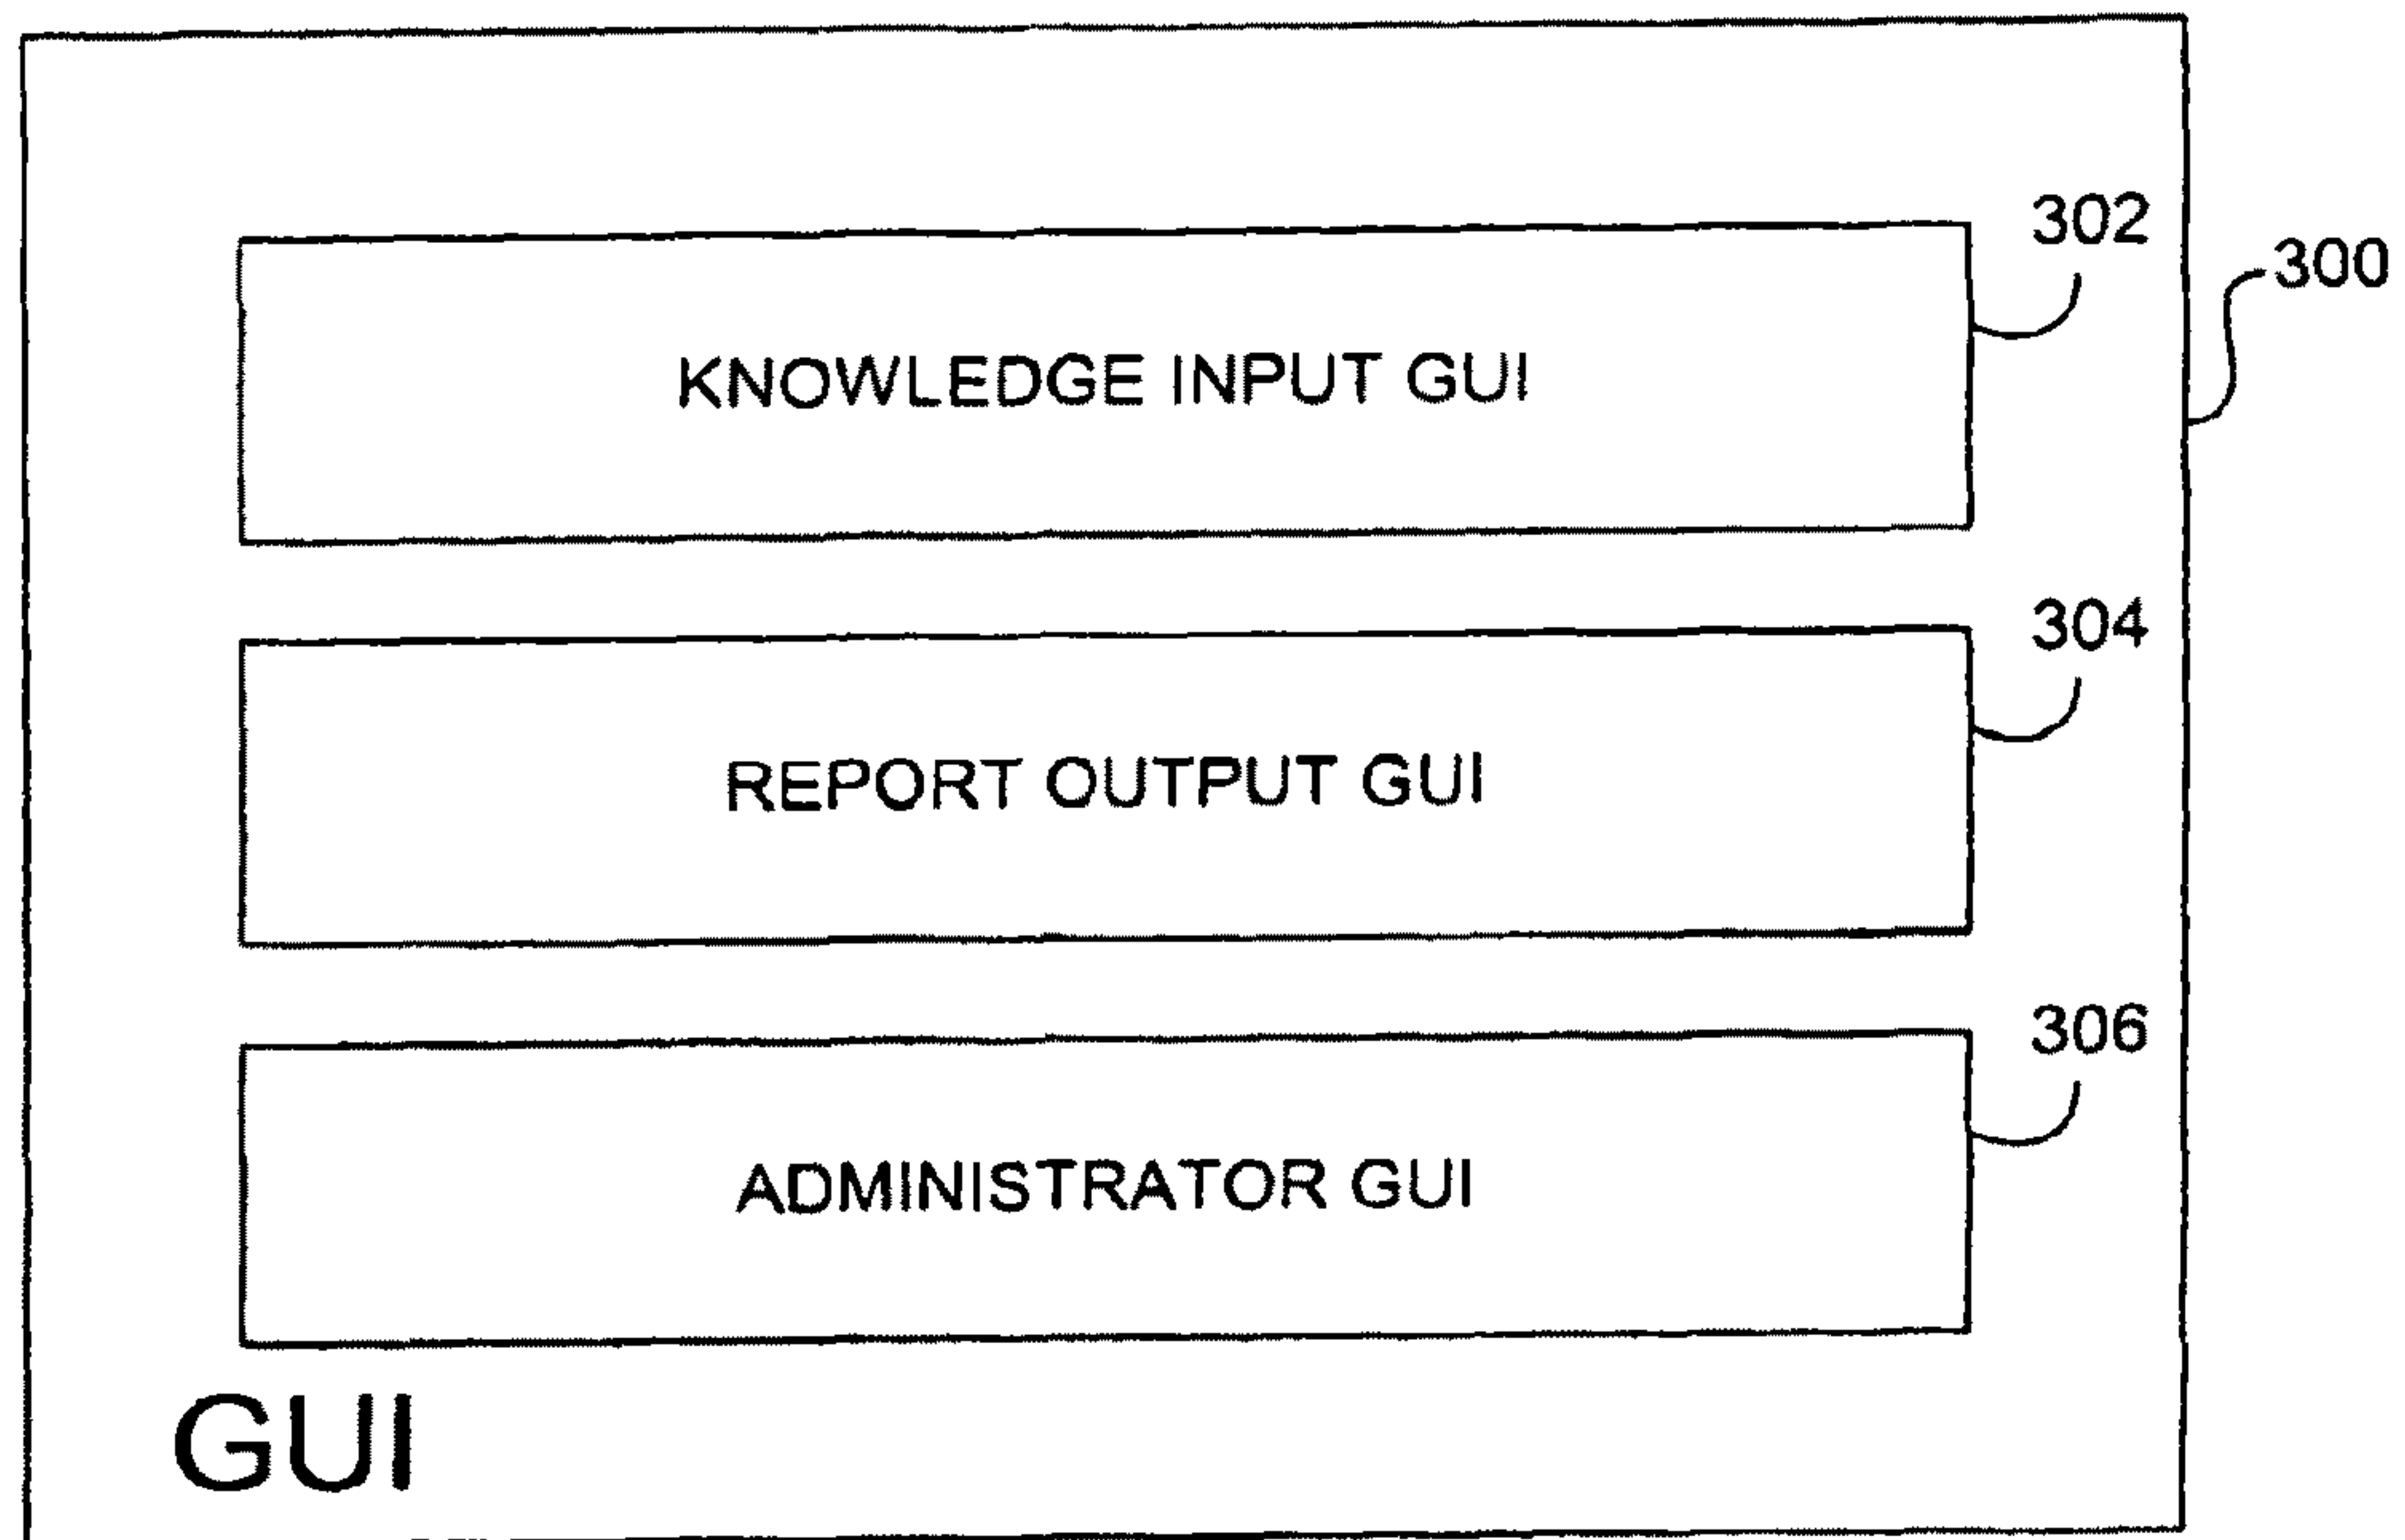 302
300
KNOWLEDGE INPUT GUI
304
REPORT OUTPUT GUI
306
ADMINISTRATOR GUI
GUI